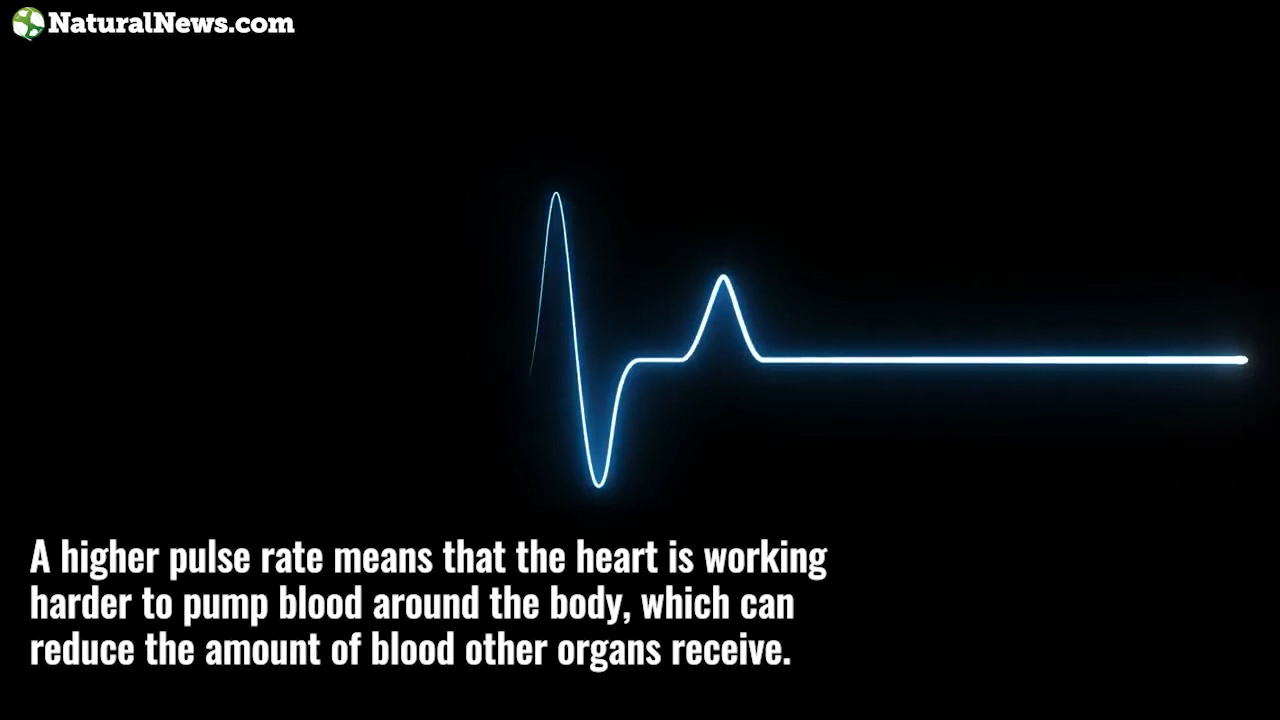 NaturalNews.com
A higher pulse rate means that the heart is working
harder to pump blood around the body, which can
reduce the amount of blood other organs receive.